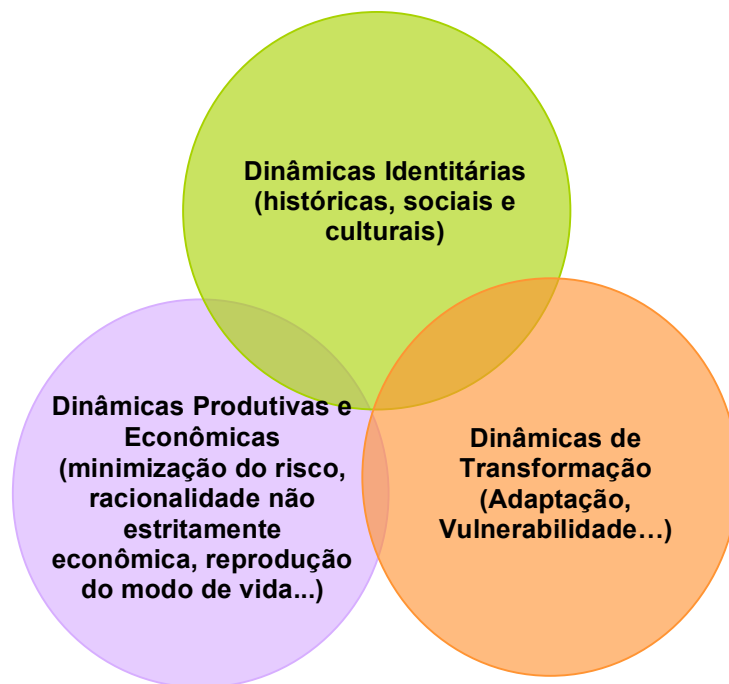 Dinâmicas Identitárias
(históricas, sociais e
culturais)
Dinâmicas Produtivas e
Econômicas
(minimização do risco,
racionalidade não
estritamente
econômica, reprodução
do modo de vida...)
Dinâmicas de
Transformação
(Adaptação,
Vulnerabilidade…)